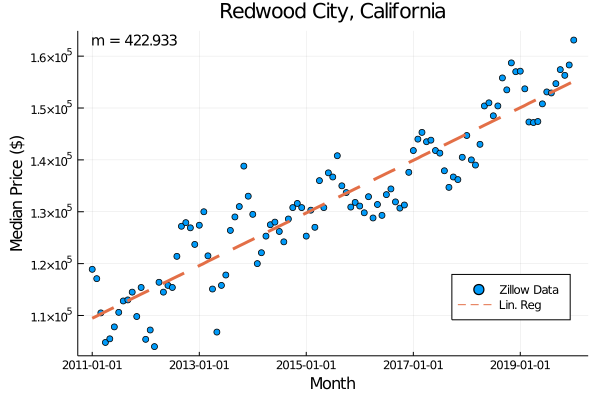 Redwood City, California
m = 422.933
1.6×10⁵
1.5×10⁵
1.4×10⁵
1.3×10⁵
1.2×10⁵
1.1×10⁵
Median Price ($)
Zillow Data
Lin. Reg
2011-01-01 2013-01-01 2015-01-01 2017-01-01 2019-01-01
Month